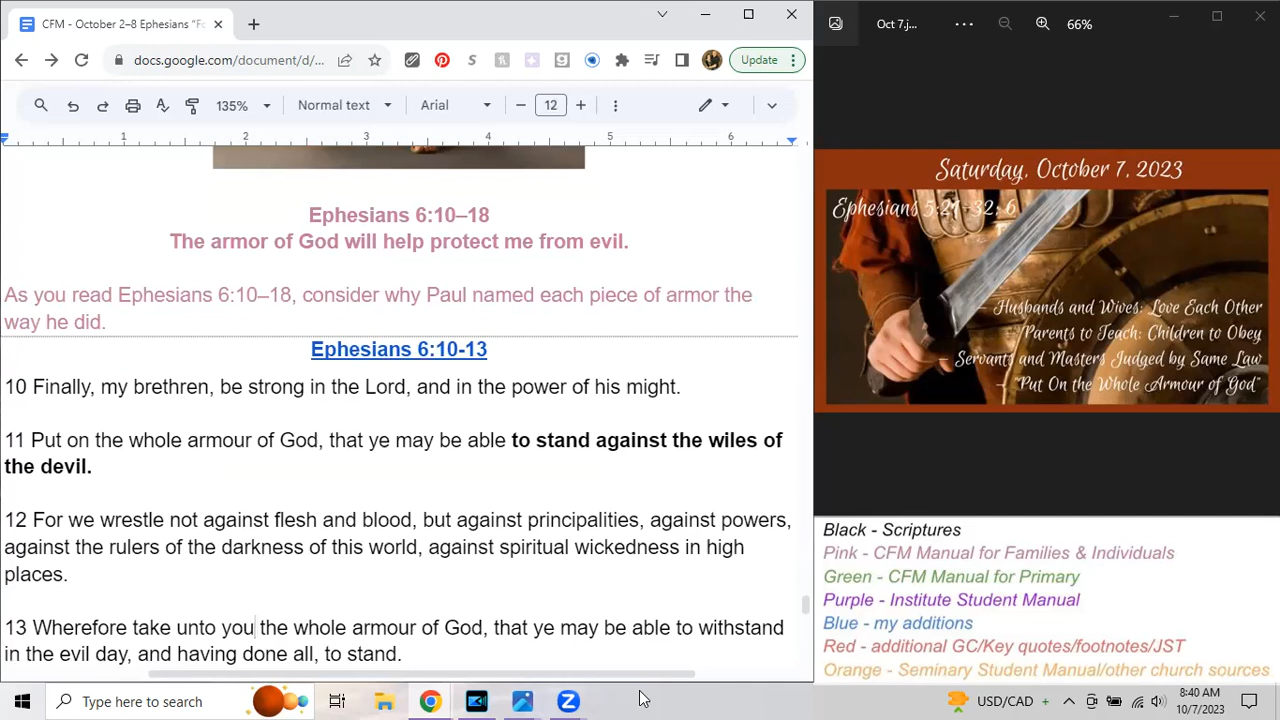 CFM - October 2–8 Ephesians "Fo
Oct 7.j...
66%
docs.google.com/document/d/...
Update
135%
Normal text
Arial
12
1
2
3
4
5
6
Ephesians 6:10–18
The armor of God will help protect me from evil.
As you read Ephesians 6:10–18, consider why Paul named each piece of armor the
way he did.
Ephesians 6:10-13
10 Finally, my brethren, be strong in the Lord, and in the power of his might.
11 Put on the whole armour of God, that ye may be able to stand against the wiles of
the devil.
12 For we wrestle not against flesh and blood, but against principalities, against powers,
against the rulers of the darkness of this world, against spiritual wickedness in high
places.
13 Wherefore take unto you the whole armour of God, that ye may be able to withstand
in the evil day, and having done all, to stand.
Saturday, October 7, 2023
Ephesians 5:21-32; 6
– Husbands and Wives: Love Each Other
– Parents to Teach: Children to Obey
– Servants and Masters Judged by Same Law
– "Put On the Whole Armour of God"
Black - Scriptures
Pink - CFM Manual for Families & Individuals
Green - CFM Manual for Primary
Purple - Institute Student Manual
Blue - my additions
Red - additional GC/Key quotes/footnotes/JST
Orange - Seminary Student Manual/other church sources
Type here to search
USD/CAD
8:40 AM
10/7/2023